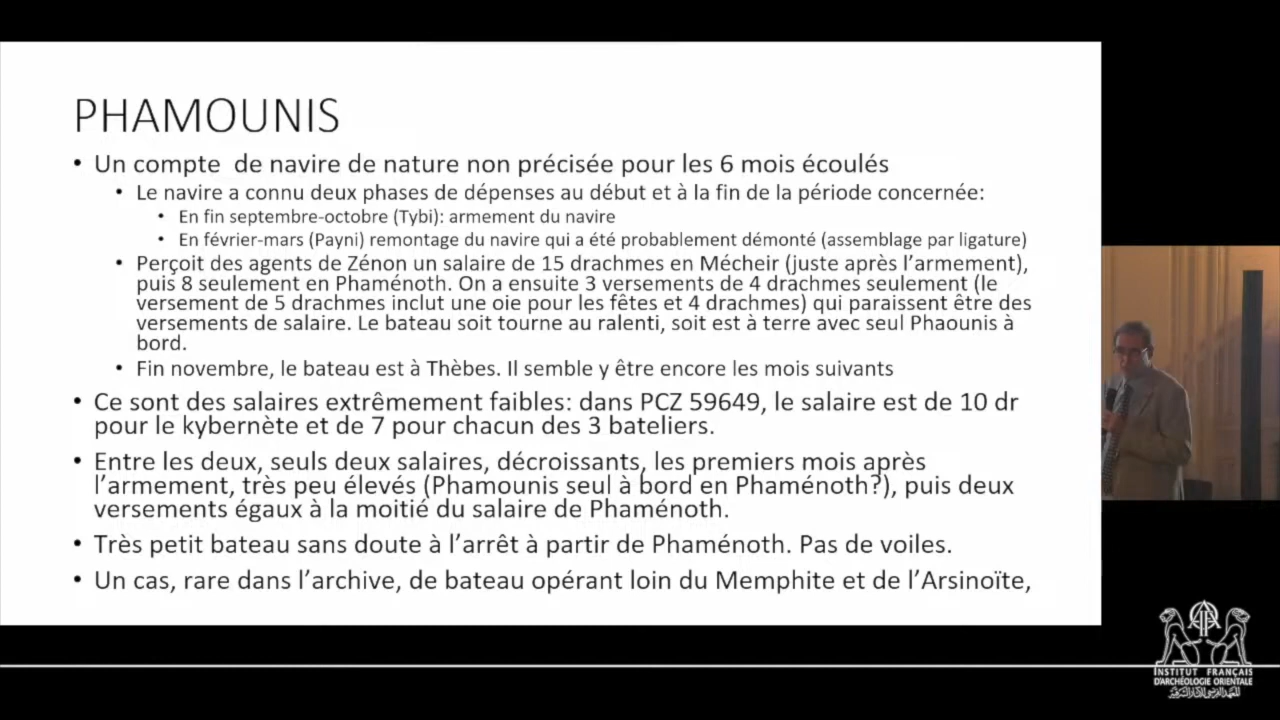 PHAMOUNIS
• Un compte de navire de nature non précisée pour les 6 mois écoulés
• Le navire a connu deux phases de dépenses au début et à la fin de la période concernée:
• En fin septembre-octobre (Tybi): armement du navire
• En février-mars (Payni) remontage du navire qui a été probablement démonté (assemblage par ligature)
• Perçoit des agents de Zénon un salaire de 15 drachmes en Mécheir (juste après l'armement),
puis 8 seulement en Phaménoth. On a ensuite 3 versements de 4 drachmes seulement (le
versement de 5 drachmes inclut une oie pour les fêtes et 4 drachmes) qui paraissent être des
versements de salaire. Le bateau soit tourne au ralenti, soit est à terre avec seul Phaounis à
bord.
• Fin novembre, le bateau est à Thèbes. Il semble y être encore les mois suivants
• Ce sont des salaires extrêmement faibles: dans PCZ 59649, le salaire est de 10 dr
pour le kybernète et de 7 pour chacun des 3 bateliers.
• Entre les deux, seuls deux salaires, décroissants, les premiers mois après
l'armement, très peu élevés (Phamounis seul à bord en Phaménoth?), puis deux
versements égaux à la moitié du salaire de Phaménoth.
• Très petit bateau sans doute à l'arrêt à partir de Phaménoth. Pas de voiles.
• Un cas, rare dans l'archive, de bateau opérant loin du Memphite et de l'Arsinoïte,
INSTITUT FRANÇAIS
D'ARCHÉOLOGIE ORIENTALE